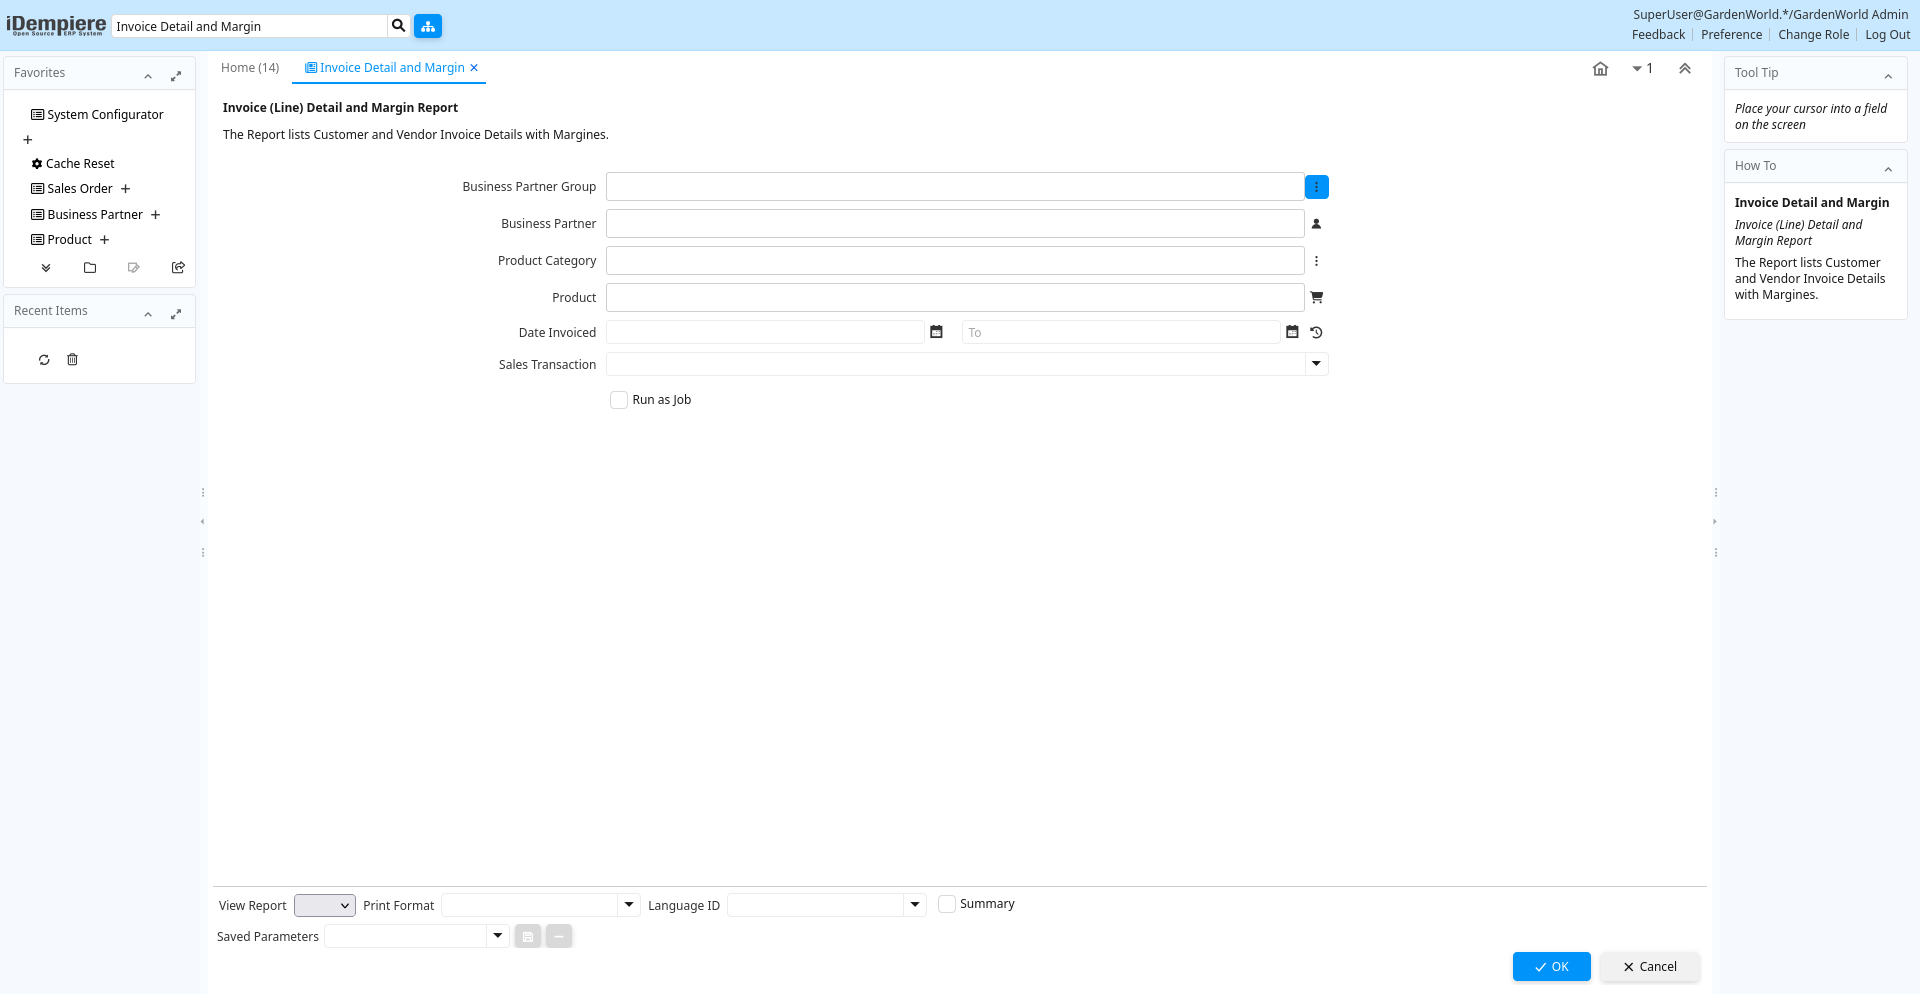 iDempiere
Open Source ERP System
Invoice Detail and Margin
SuperUser@GardenWorld.*/GardenWorld Admin
Feedback
Preference
Change Role
Log Out
Favorites
System Configurator
Cache Reset
Sales Order
Business Partner
Product
Recent Items
Home (14)
Invoice Detail and Margin
1
Invoice (Line) Detail and Margin Report
The Report lists Customer and Vendor Invoice Details with Margines.
Business Partner Group
Business Partner
Product Category
Product
Date Invoiced
To
Sales Transaction
Run as Job
View Report
Print Format
Language ID
Summary
Saved Parameters
OK
Cancel
Tool Tip
Place your cursor into a field
on the screen
How To
Invoice Detail and Margin
Invoice (Line) Detail and
Margin Report
The Report lists Customer
and Vendor Invoice Details
with Margines.